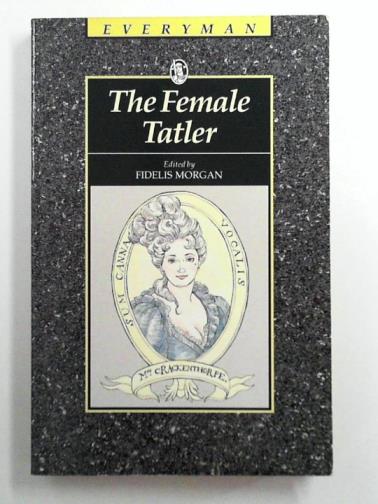 EVERYMAN
The Female
Tatler
Edited by
FIDELIS MORGAN
SUM CANNA VOCALIS
Mrs CRACKENTHORPE.